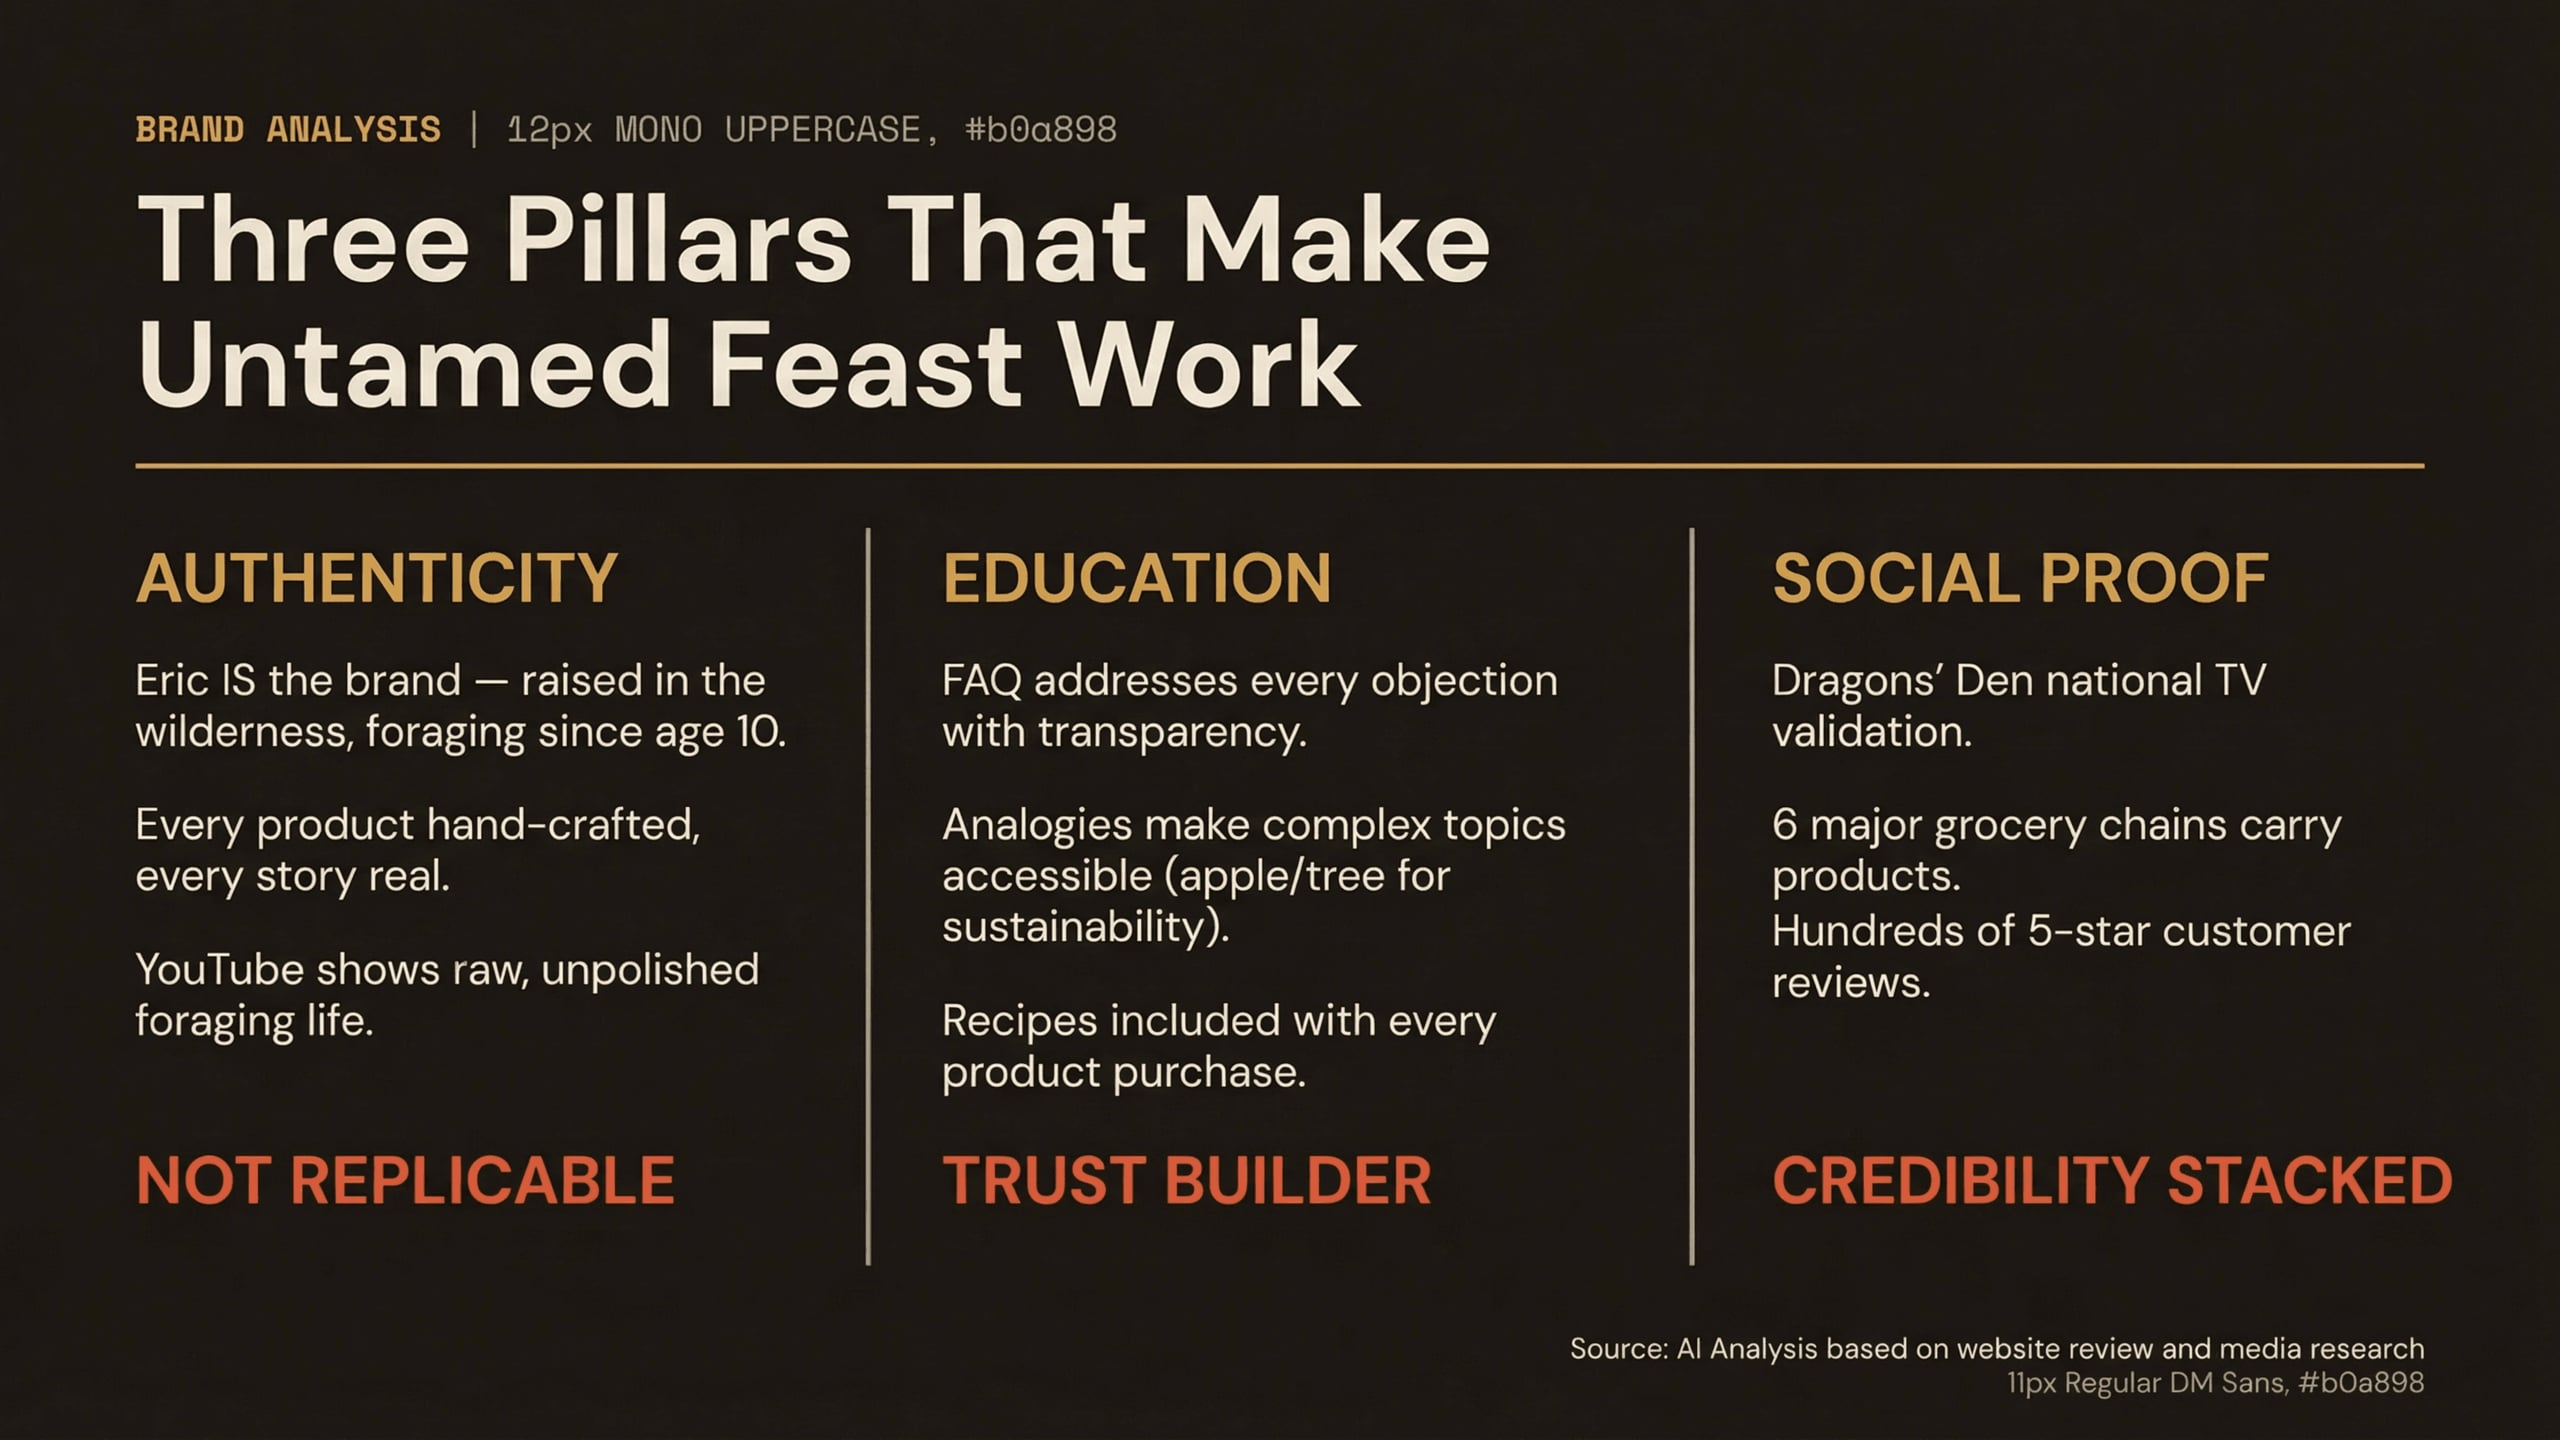 BRAND ANALYSIS | 12px MONO UPPERCASE, #b0a898
Three Pillars That Make
Untamed Feast Work
AUTHENTICITY
Eric IS the brand — raised in the
wilderness, foraging since age 10.
Every product hand-crafted,
every story real.
YouTube shows raw, unpolished
foraging life.
NOT REPLICABLE
EDUCATION
FAQ addresses every objection
with transparency.
Analogies make complex topics
accessible (apple/tree for
sustainability).
Recipes included with every
product purchase.
TRUST BUILDER
SOCIAL PROOF
Dragons’ Den national TV
validation.
6 major grocery chains carry
products.
Hundreds of 5-star customer
reviews.
CREDIBILITY STACKED
Source: AI Analysis based on website review and media research
11px Regular DM Sans, #b0a898